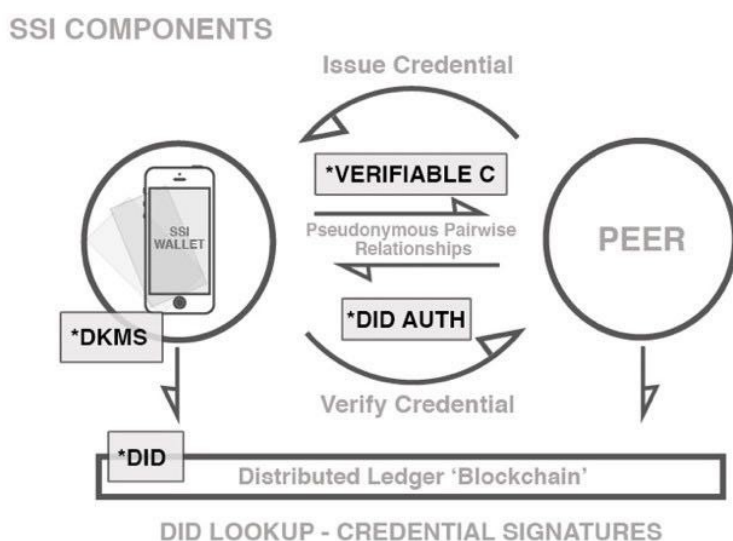 SSI COMPONENTS
Issue Credential
SSI
WALLET
*VERIFIABLE C
Pseudonymous Pairwise
Relationships
PEER
*DKMS
*DID AUTH
Verify Credential
*DID
Distributed Ledger ‘Blockchain’
DID LOOKUP - CREDENTIAL SIGNATURES